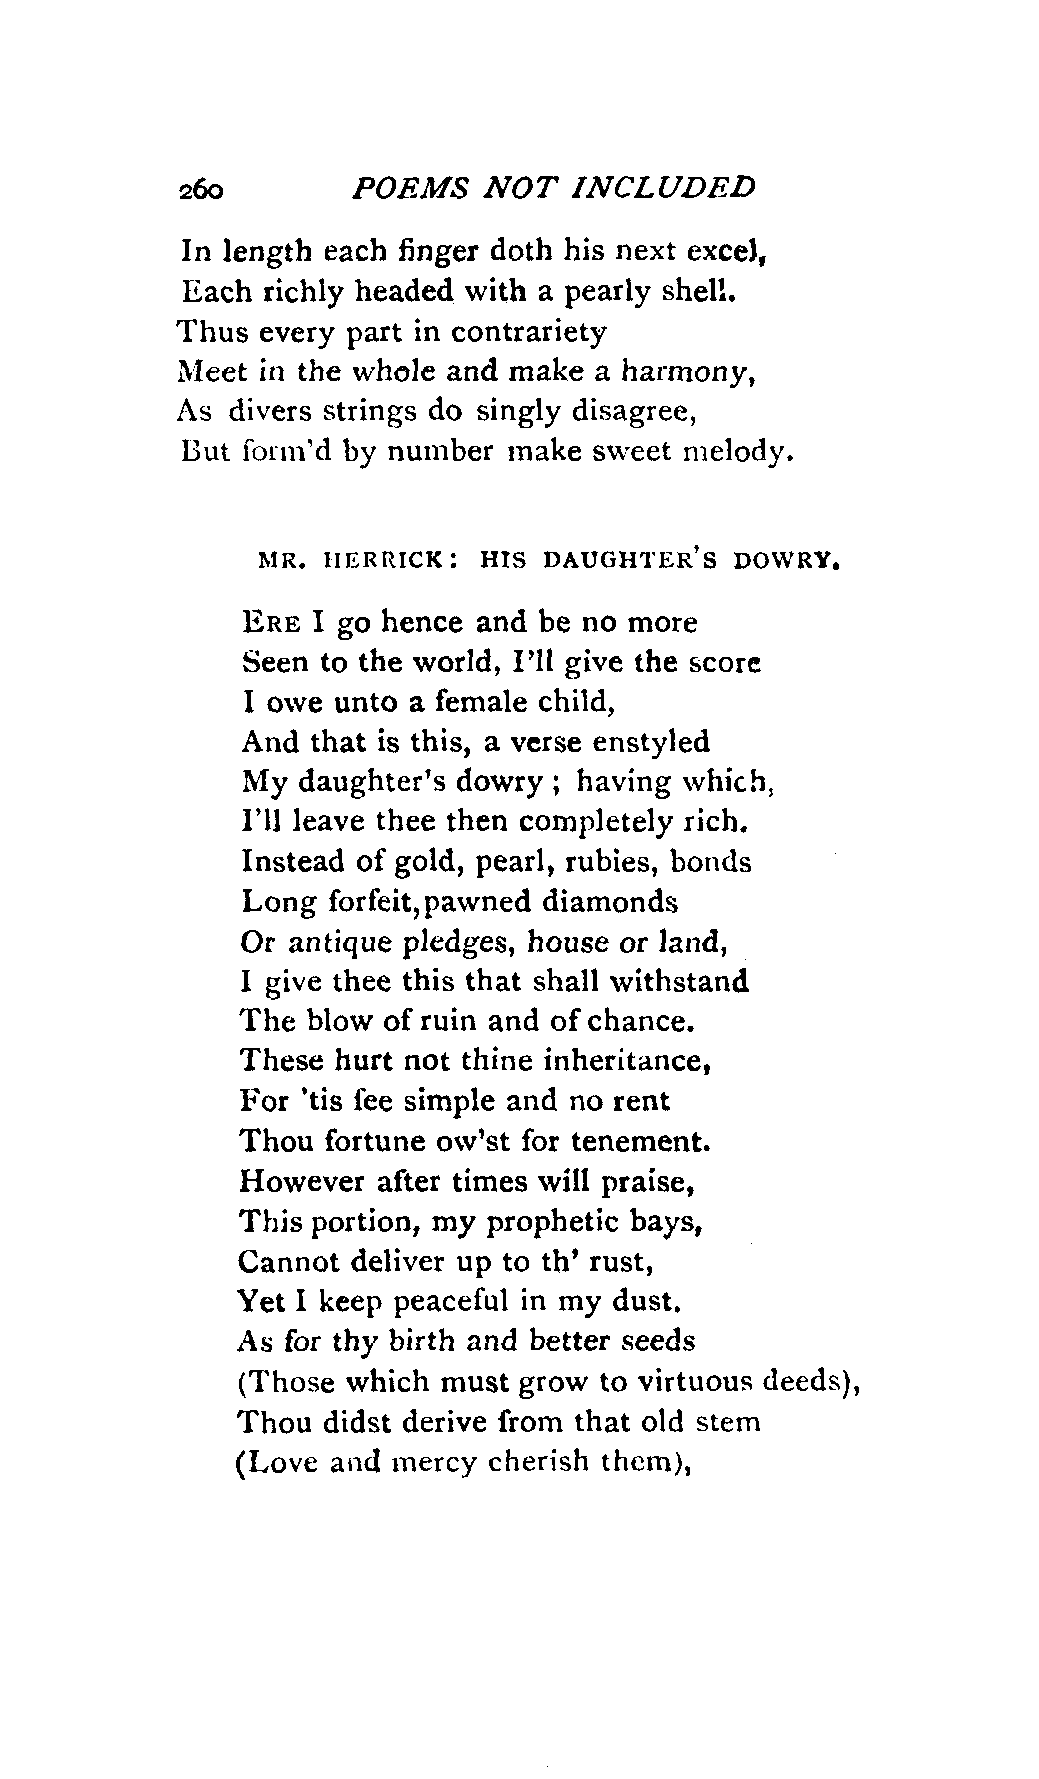 260 POEMS NOT INCLUDED
In length each finger doth his next excel,
Each richly headed with a pearly shell.
Thus every part in contrariety
Meet in the whole and make a harmony,
As divers strings do singly disagree,
But form'd by number make sweet melody.
MR. HERRICK: HIS DAUGHTER'S DOWRY.
ERE I go hence and be no more
Seen to the world, I'll give the score
I owe unto a female child,
And that is this, a verse enstyled
My daughter's dowry ; having which,
I'll leave thee then completely rich.
Instead of gold, pearl, rubies, bonds
Long forfeit, pawned diamonds
Or antique pledges, house or land,
I give thee this that shall withstand
The blow of ruin and of chance.
These hurt not thine inheritance,
For 'tis fee simple and no rent
Thou fortune ow'st for tenement.
However after times will praise,
This portion, my prophetic bays,
Cannot deliver up to th' rust,
Yet I keep peaceful in my dust.
As for thy birth and better seeds
(Those which must grow to virtuous deeds),
Thou didst derive from that old stem
(Love and mercy cherish them),